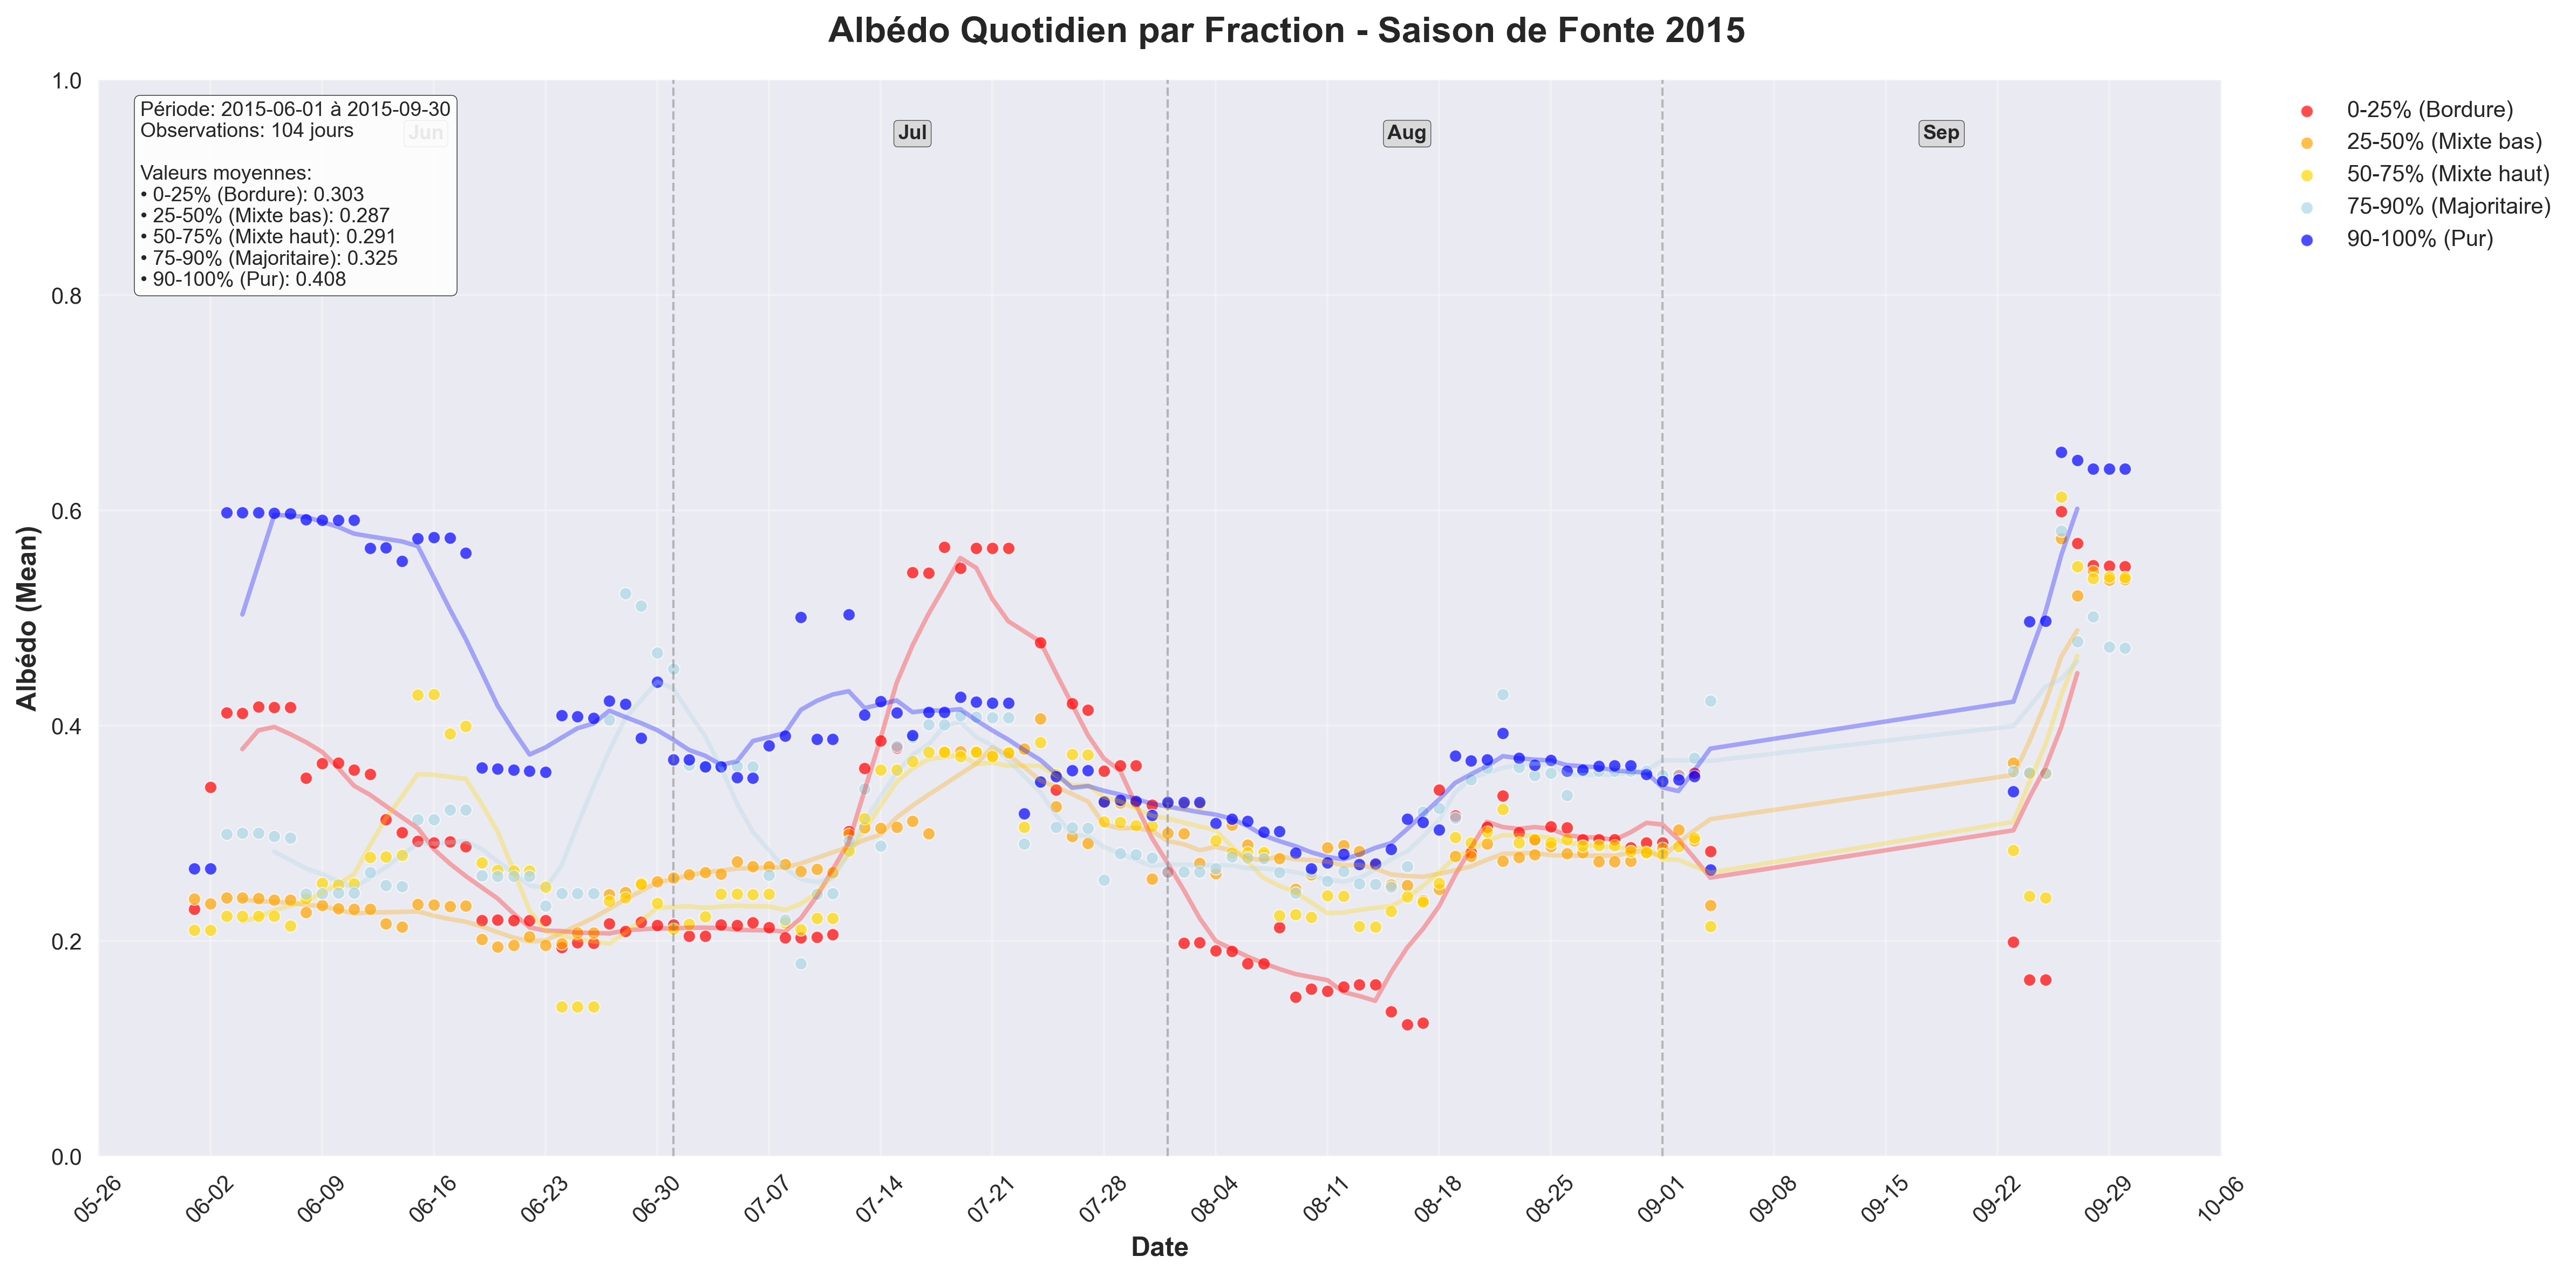 Albédo Quotidien par Fraction - Saison de Fonte 2015
Albédo (Mean)
1.0
0.8
0.6
0.4
0.2
0.0
Période: 2015-06-01 à 2015-09-30
Observations: 104 jours
Valeurs moyennes:
• 0-25% (Bordure): 0.303
• 25-50% (Mixte bas): 0.287
• 50-75% (Mixte haut): 0.291
• 75-90% (Majoritaire): 0.325
• 90-100% (Pur): 0.408
Jun
Jul
Aug
Sep
0-25% (Bordure)
25-50% (Mixte bas)
50-75% (Mixte haut)
75-90% (Majoritaire)
90-100% (Pur)
05-26
06-02
06-09
06-16
06-23
06-30
07-07
07-14
07-21
07-28
08-04
08-11
08-18
08-25
09-01
09-08
09-15
09-22
09-29
10-06
Date